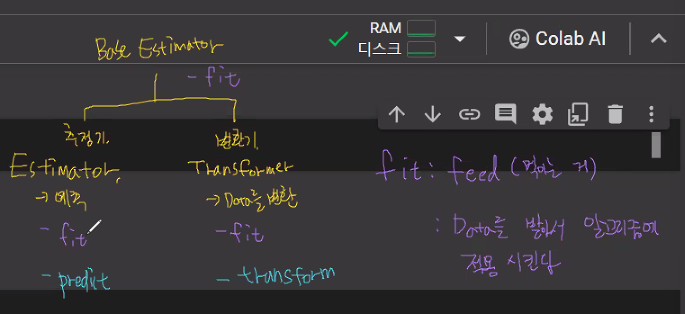 RAM
디스크
Colab AI
Base Estimator
- fit
추정기
Estimator
→ 예측
- fit
- predit
변환기
Transformer
→ Data를 변환
- fit
- transform
fit : feed (먹이는 거)
: Data를 받아서 알고리즘에
적용 시킨다